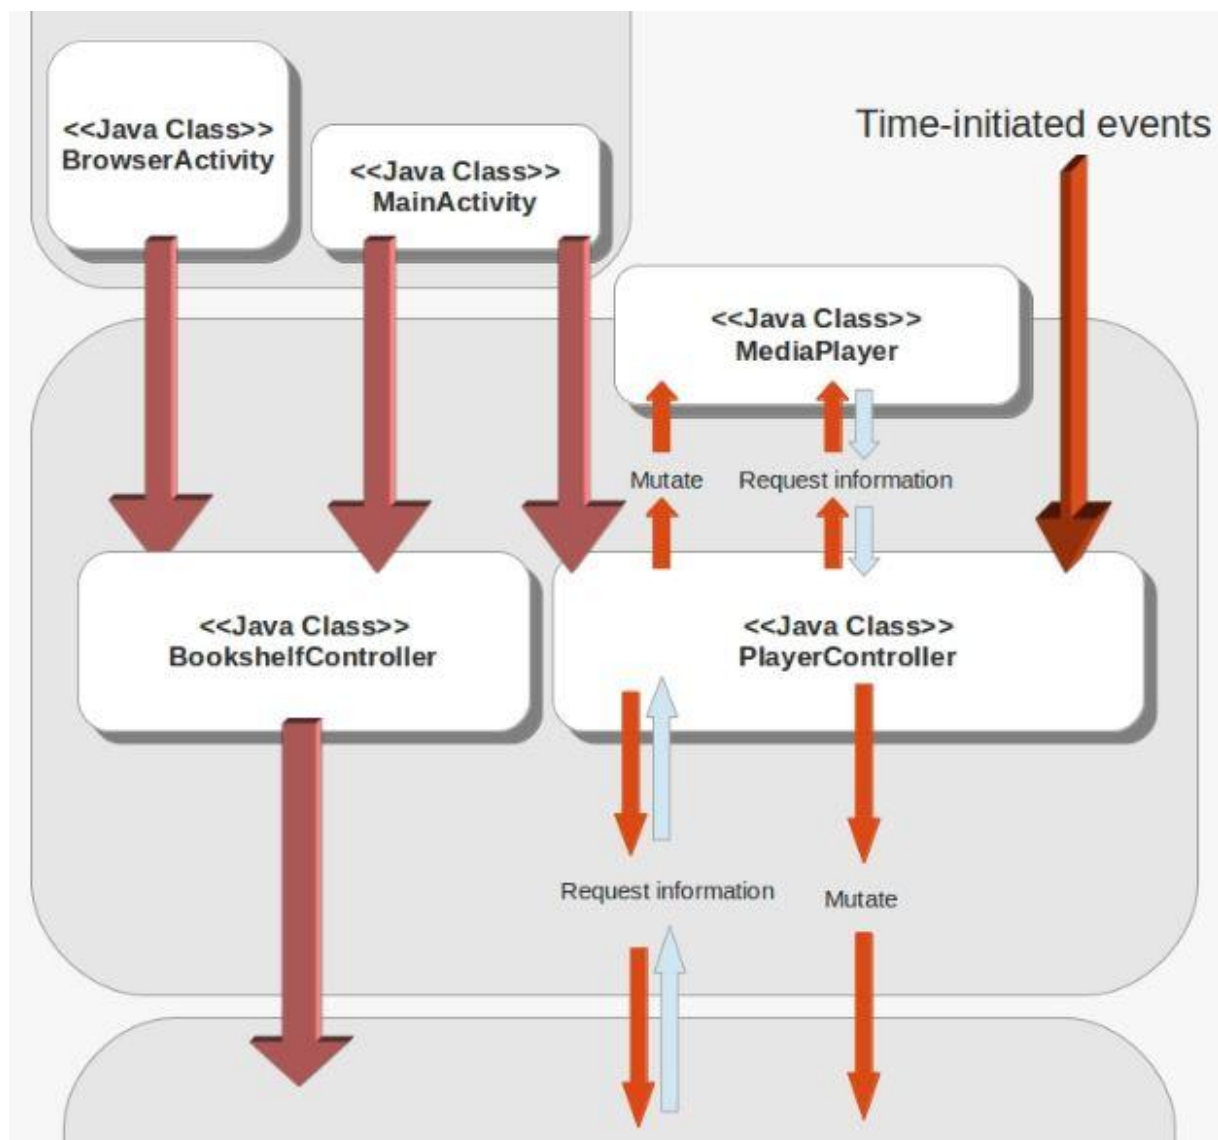 <<Java Class>>
BrowserActivity
<<Java Class>>
MainActivity
Time-initiated events
<<Java Class>>
MediaPlayer
Mutate
Request information
<<Java Class>>
BookshelfController
<<Java Class>>
PlayerController
Request information
Mutate